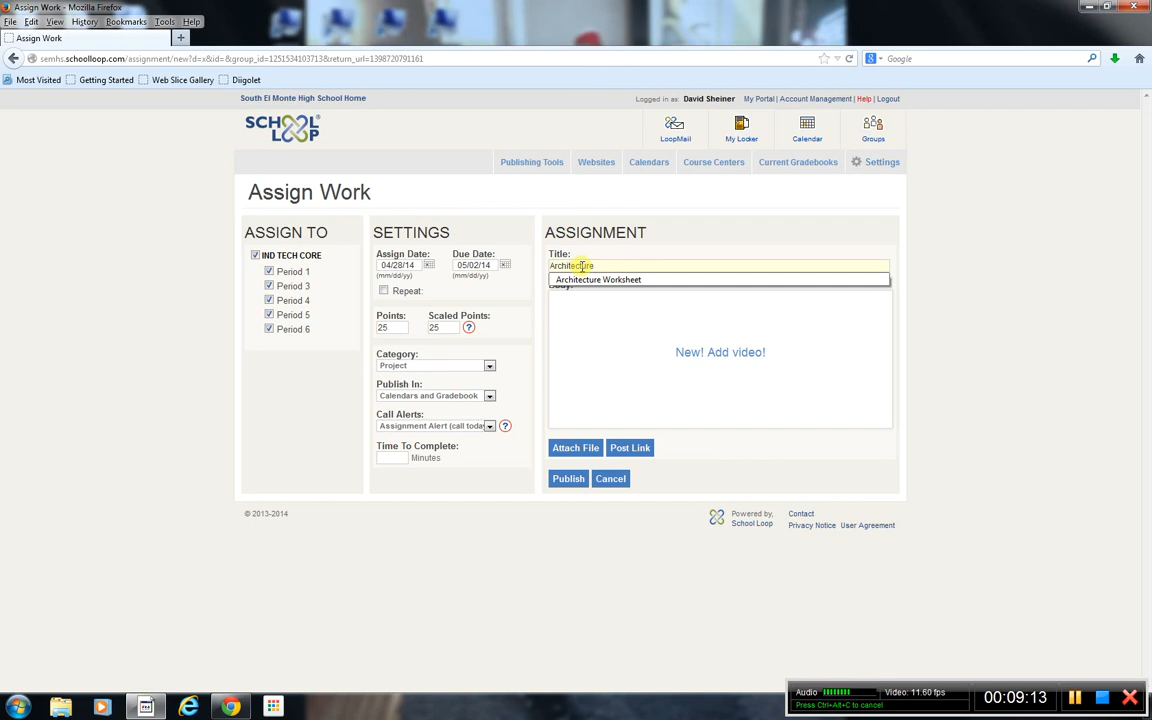 Assign Work - Mozilla Firefox
File Edit View History Bookmarks Tools Help
Assign Work
semhs.schoolloop.com/assignment/new?d=x&id=&group_id=1251534103713&return_url=1398720791161
Google
Most Visited Getting Started Web Slice Gallery Diigolet
South El Monte High School Home
Logged in as: David Sheiner My Portal | Account Management | Help | Logout
SCHOOL LOOP
LoopMail My Locker Calendar Groups
Publishing Tools Websites Calendars Course Centers Current Gradebooks Settings
Assign Work
ASSIGN TO
IND TECH CORE
Period 1
Period 3
Period 4
Period 5
Period 6
SETTINGS
Assign Date: Due Date:
04/28/14 05/02/14
(mm/dd/yy) (mm/dd/yy)
Repeat:
Points: Scaled Points:
25 25 ?
Category:
Project
Publish In:
Calendars and Gradebook
Call Alerts:
Assignment Alert (call toda ?
Time To Complete:
Minutes
ASSIGNMENT
Title:
Architecture
Architecture Worksheet
Body:
New! Add video!
Attach File Post Link
Publish Cancel
© 2013-2014
Powered by,
School Loop
Contact
Privacy Notice User Agreement
Audio Video: 11.60 fps
Press Ctrl+Alt+C to cancel
00:09:13